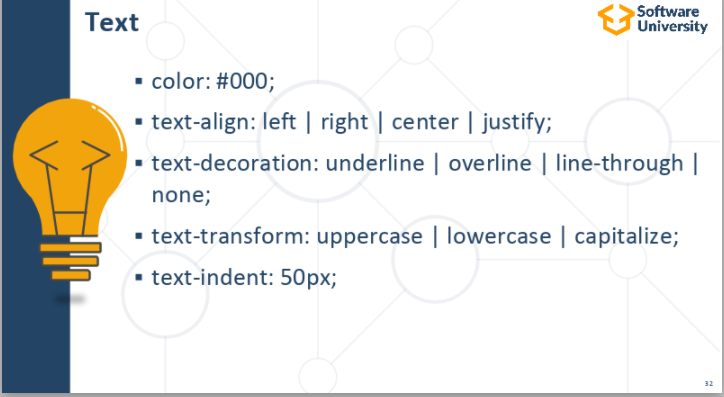 Text
Software
University
▪ color: #000;
▪ text-align: left | right | center | justify;
▪ text-decoration: underline | overline | line-through |
none;
▪ text-transform: uppercase | lowercase | capitalize;
▪ text-indent: 50px;
32